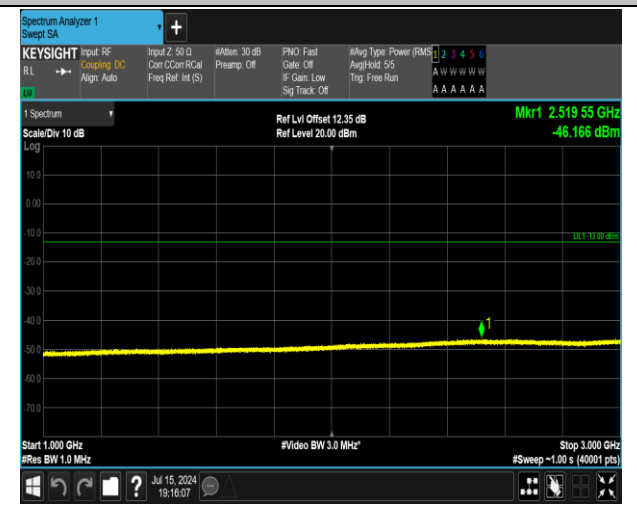 Spectrum Analyzer 1
Swept SA
+
KEYSIGHT Input: RF Input Z: 50 Ω #Atten: 30 dB PNO: Fast #Avg Type: Power (RMS 1 2 3 4 5 6
RL Coupling: DC Corr CCorr RCal Preamp: Off Gate: Off Avg|Hold: 5/5 A W W W W W
Align: Auto Freq Ref: Int (S) IF Gain: Low Trig: Free Run
Sig Track: Off A A A A A A
1 Spectrum Ref Lvl Offset 12.35 dB Mkr1 2.519 55 GHz
Scale/Div 10 dB Ref Level 20.00 dBm -46.166 dBm
Log
10.0
0.00
-10.0
DL1 -13.00 dBm
-20.0
-30.0
-40.0
1
-50.0
-60.0
-70.0
Start 1.000 GHz #Video BW 3.0 MHz* Stop 3.000 GHz
#Res BW 1.0 MHz #Sweep ~1.00 s (40001 pts)
? Jul 15, 2024
19:16:07